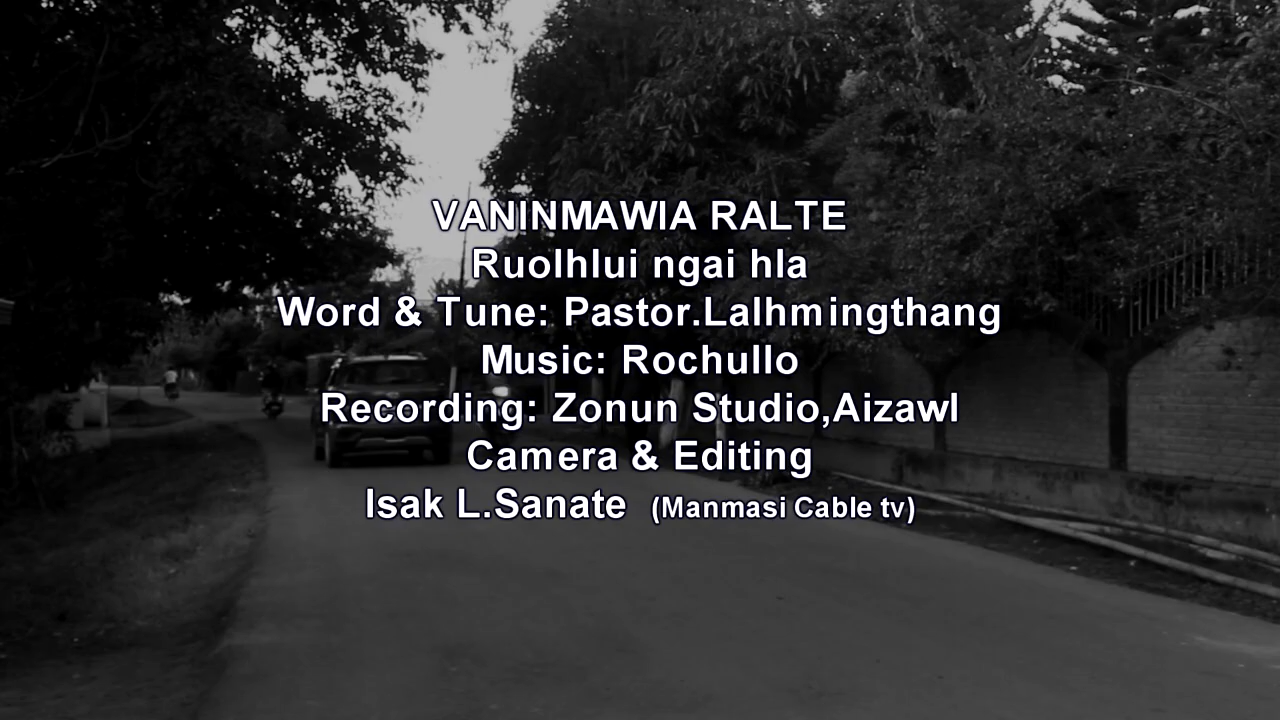 VANINMAWIA RALTE
Ruolhlui ngai hla
Word & Tune: Pastor.Lalhmingthang
Music: Rochullo
Recording: Zonun Studio,Aizawl
Camera & Editing
Isak L.Sanate (Manmasi Cable tv)